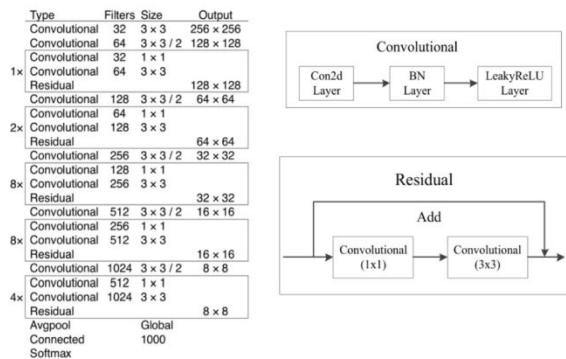 Type Filters Size Output
Convolutional 32 3 × 3 256 × 256
Convolutional 64 3 × 3 / 2 128 × 128
Convolutional 32 1 × 1
1× Convolutional 64 3 × 3
Residual 128 × 128
Convolutional 128 3 × 3 / 2 64 × 64
Convolutional 64 1 × 1
2× Convolutional 128 3 × 3
Residual 64 × 64
Convolutional 256 3 × 3 / 2 32 × 32
Convolutional 128 1 × 1
8× Convolutional 256 3 × 3
Residual 32 × 32
Convolutional 512 3 × 3 / 2 16 × 16
Convolutional 256 1 × 1
8× Convolutional 512 3 × 3
Residual 16 × 16
Convolutional 1024 3 × 3 / 2 8 × 8
Convolutional 512 1 × 1
4× Convolutional 1024 3 × 3
Residual 8 × 8
Avgpool Global
Connected 1000
Softmax
Convolutional
Con2d BN LeakyReLU
Layer Layer Layer
Residual
Add
Convolutional Convolutional
(1x1) (3x3)